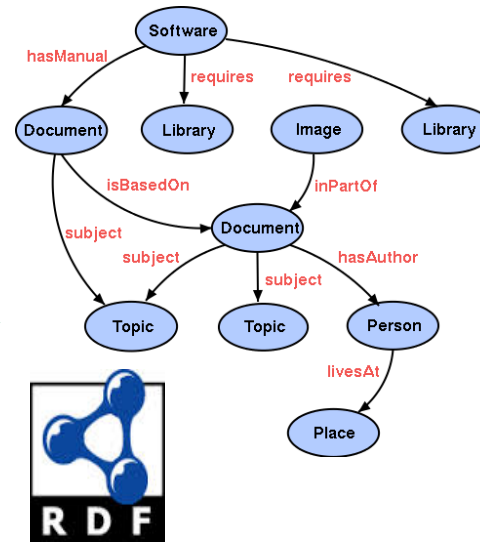 Software
hasManual
requires
requires
Document
Library
Image
Library
isBasedOn
inPartOf
subject
Document
subject
hasAuthor
subject
Topic
Topic
Person
livesAt
Place
R D F